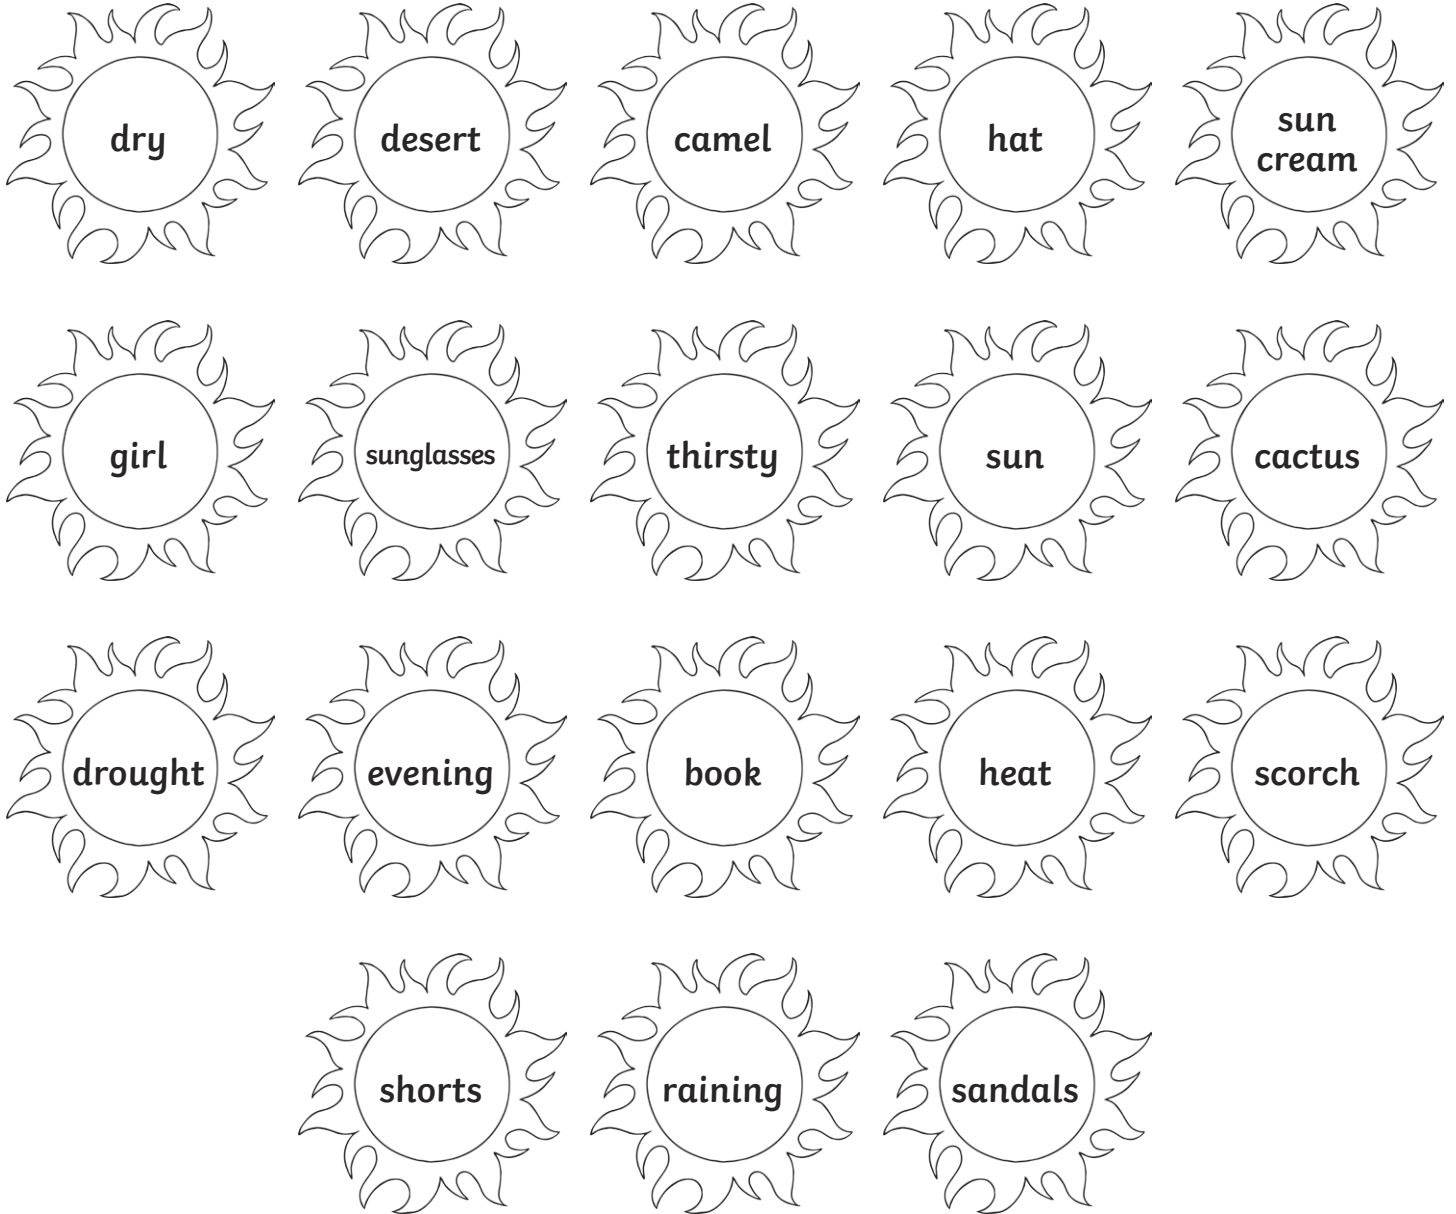 dry
desert
camel
hat
sun
cream
girl
sunglasses
thirsty
sun
cactus
drought
evening
book
heat
scorch
shorts
raining
sandals